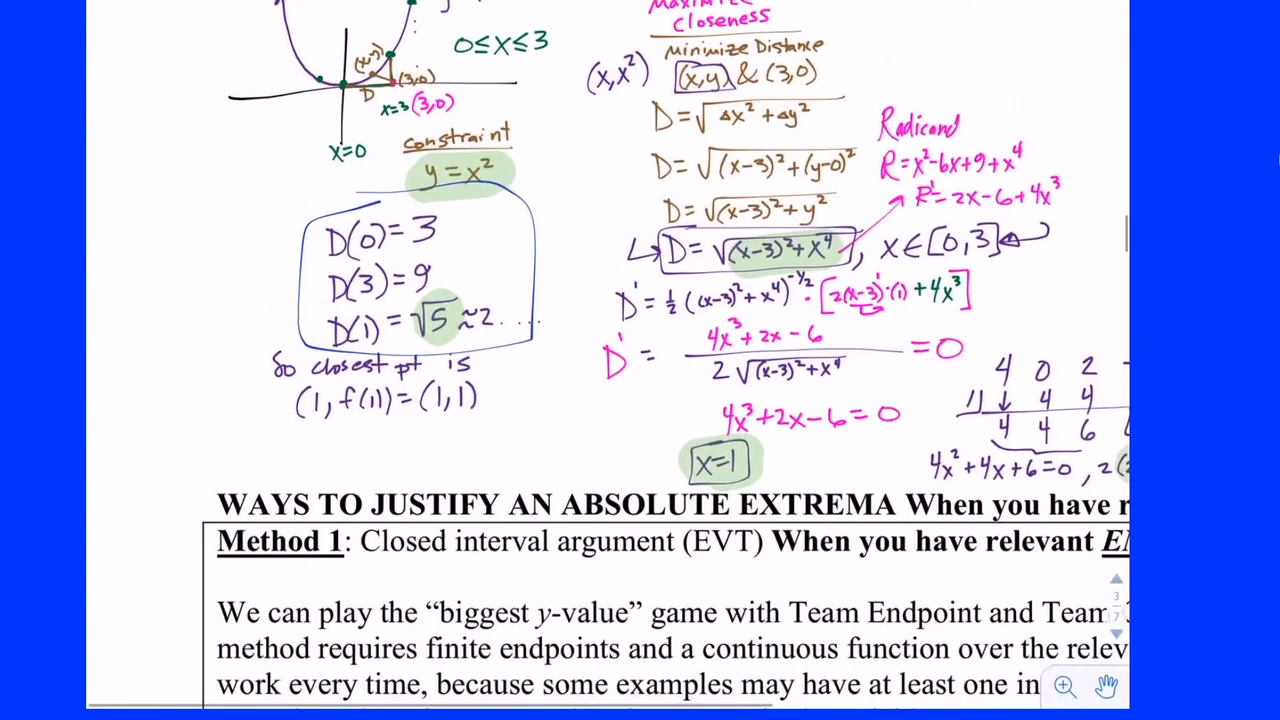 Maximize
closeness
0≤x≤3
minimize Distance
(x,y)
(3,0)
D
x=3 (3,0)
x=0
(x,x²) (x,y) & (3,0)
D=√Δx²+Δy²
Radicand
R=x²-6x+9+x⁴
R'=2x-6+4x³
constraint
y=x²
D=√(x-3)²+(y-0)²
D=√(x-3)²+y²
D=√(x-3)²+x⁴, x∈[0,3]
D(0)=3
D(3)=9
D(1)=√5≈2....
So closest pt is
(1,f(1))=(1,1)
D'=½((x-3)²+x⁴)^-1/2·[2(x-3)'·(1)+4x³]
D'= 4x³+2x-6 / 2√(x-3)²+x⁴ =0
4x³+2x-6=0
x=1
4 0 2
1| ↓ 4 4
4 4 6
4x²+4x+6=0, 2(
WAYS TO JUSTIFY AN ABSOLUTE EXTREMA When you have r
Method 1: Closed interval argument (EVT) When you have relevant
We can play the “biggest y-value” game with Team Endpoint and Team
method requires finite endpoints and a continuous function over the relev
work every time, because some examples may have at least one in
3
7